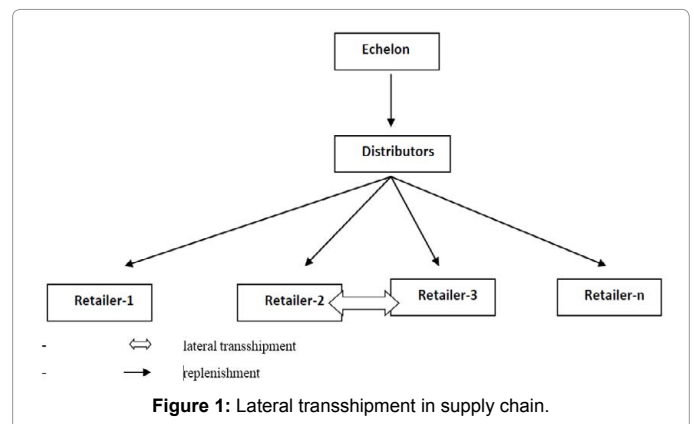 Echelon
Distributors
Retailer-1 Retailer-2 Retailer-3 Retailer-n
- lateral transshipment
- replenishment
Figure 1: Lateral transshipment in supply chain.